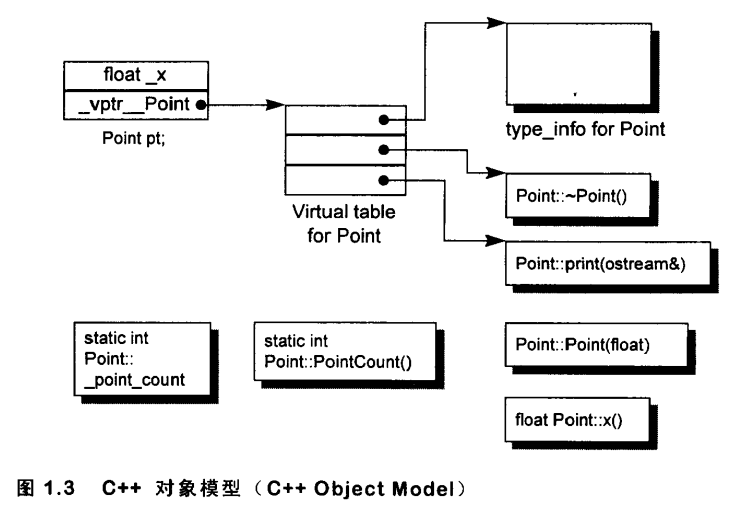 float _x
_vptr__Point
Point pt;
Virtual table
for Point
type_info for Point
Point::~Point()
Point::print(ostream&)
static int
Point::
_point_count
static int
Point::PointCount()
Point::Point(float)
float Point::x()
图 1.3 C++ 对象模型（C++ Object Model）